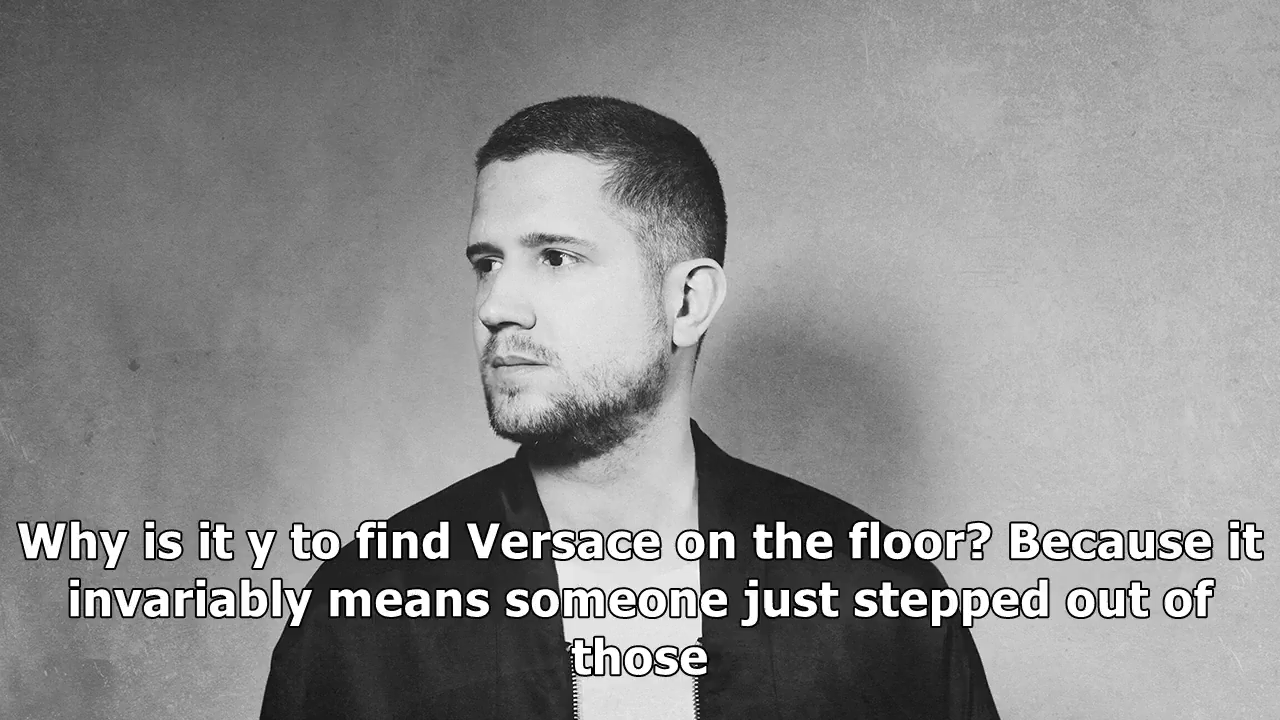 Why is it y to find Versace on the floor? Because it
invariably means someone just stepped out of
those